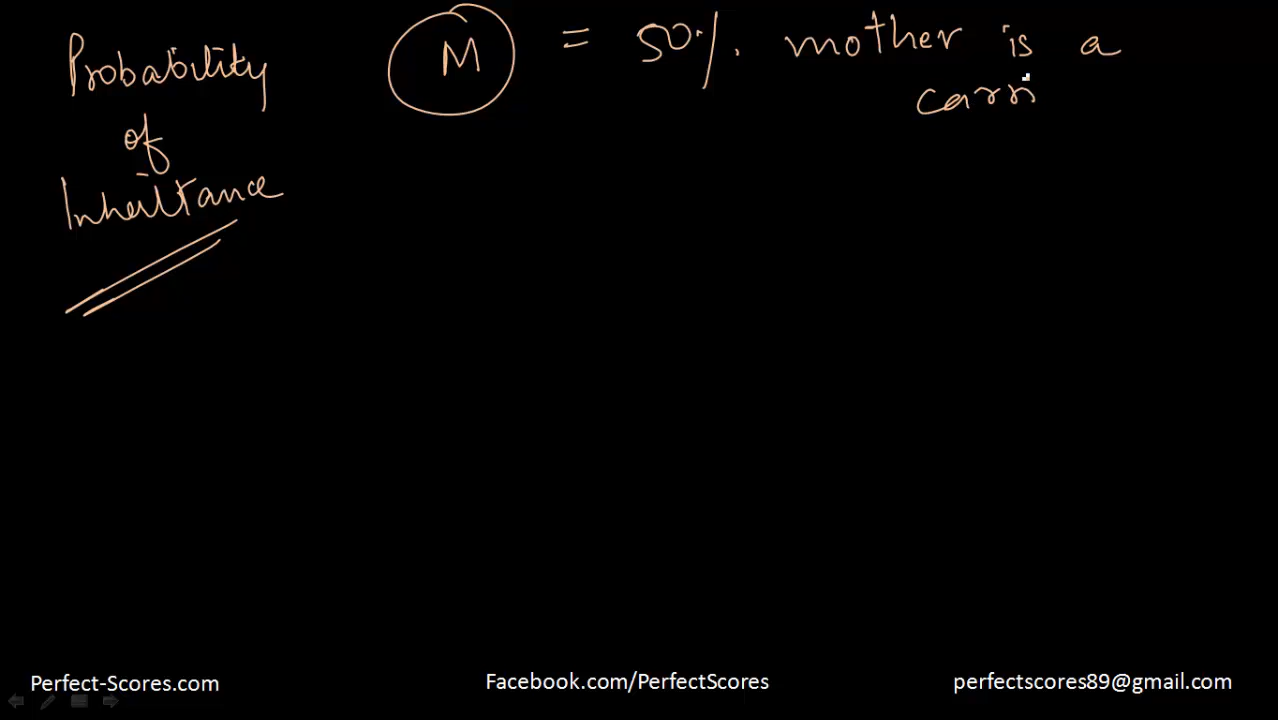 Probability
of
Inheritance
M = 50%. mother is a
carri
Perfect-Scores.com
Facebook.com/PerfectScores
perfectscores89@gmail.com